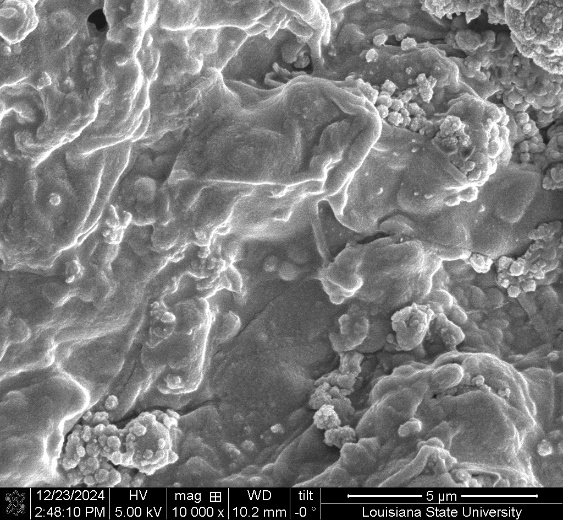 12/23/2024 HV mag WD tilt 5 µm
2:48:10 PM 5.00 kV 10 000 x 10.2 mm -0 ° Louisiana State University